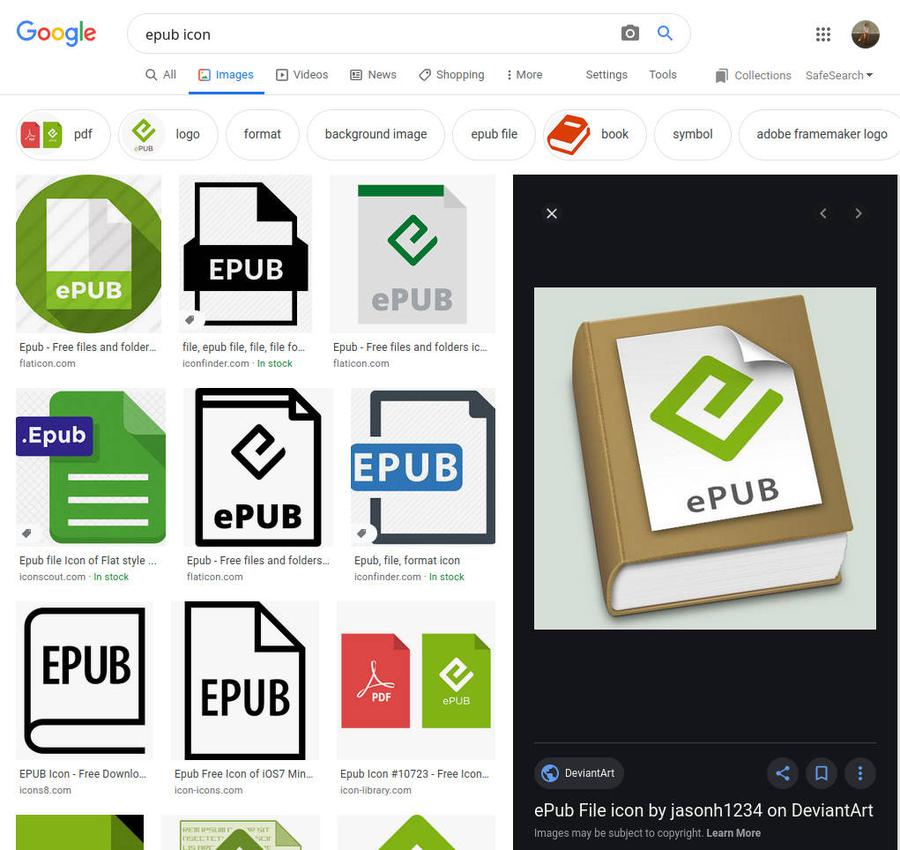 Google
epub icon
All Images Videos News Shopping More Settings Tools Collections SafeSearch
pdf
logo
ePUB
format
background image
epub file
book
symbol
adobe framemaker logo
ePUB
EPUB
ePUB
Epub - Free files and folder...
flaticon.com
file, epub file, file, file fo...
iconfinder.com · In stock
Epub - Free files and folders ic...
flaticon.com
.Epub
ePUB
EPUB
Epub file Icon of Flat style ...
iconscout.com · In stock
Epub - Free files and folders...
flaticon.com
Epub, file, format icon
iconfinder.com · In stock
EPUB
EPUB
PDF
ePUB
EPUB Icon - Free Downlo...
icons8.com
Epub Free Icon of iOS7 Min...
icon-icons.com
Epub Icon #10723 - Free Icon...
icon-library.com
ePUB
DeviantArt
ePub File icon by jasonh1234 on DeviantArt
Images may be subject to copyright. Learn More